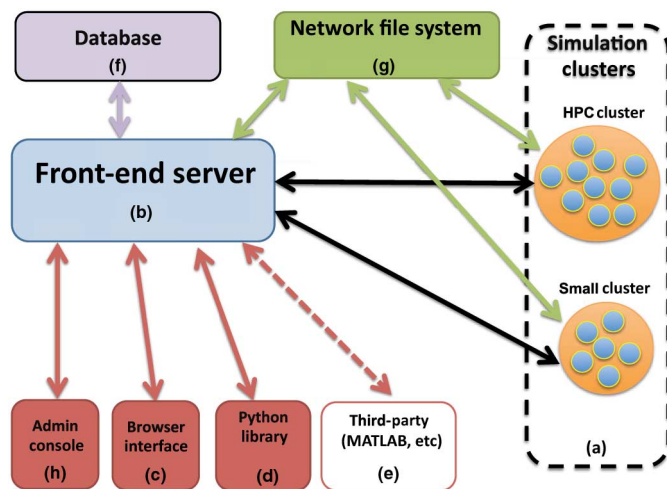 Database
(f)
Network file system
(g)
Simulation
clusters
HPC cluster
Front-end server
(b)
Small cluster
Admin
console
(h)
Browser
interface
(c)
Python
library
(d)
Third-party
(MATLAB, etc)
(e)
(a)